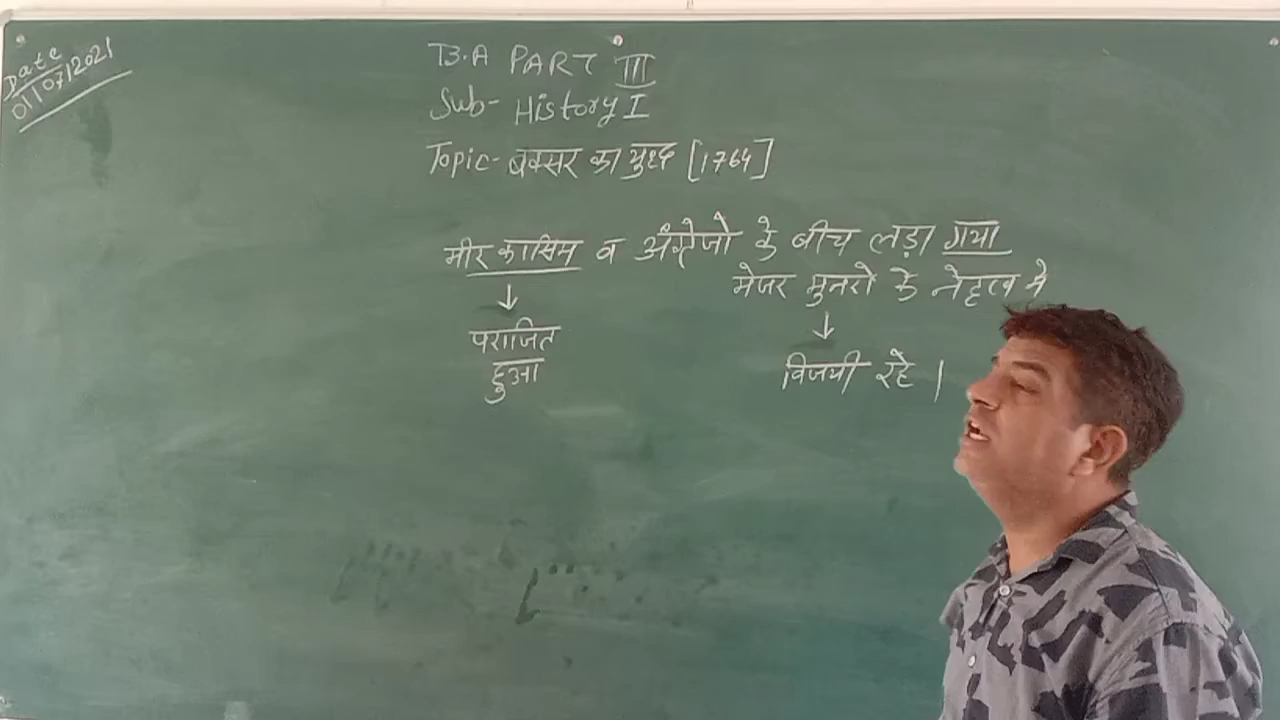 Date
01/07/2021
B.A PART III
Sub- History I
Topic- बक्सर का युध्द [1764]
मीर कासिम व अंग्रेजो के बीच लड़ा गया
मेजर मुनरो के नेतृत्व मे
↓ ↓
पराजित
हुआ
विजयी रहे |